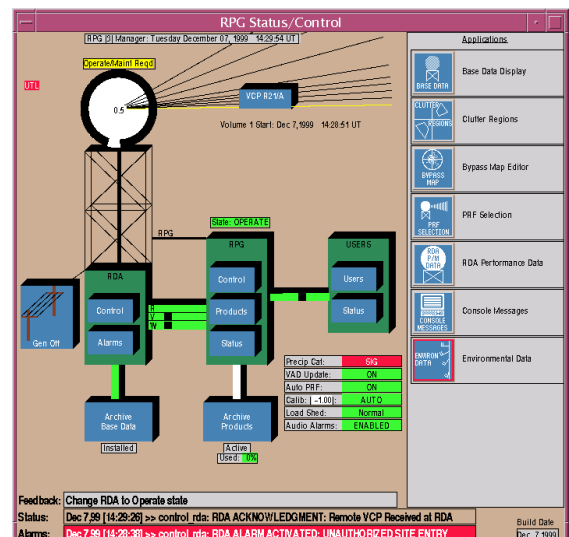 RPG Status/Control
RPG [3] Manager: Tuesday December 07, 1999 14:29:54 UT
Applications
Operate/Maint Reqd
UTL
0.5
VCP R21/A
Volume 1 Start: Dec 7,1999 14:28:51 UT
BASE DATA
Base Data Display
CLUTTER
REGIONS
Clutter Regions
BYPASS
MAP
Bypass Map Editor
PRF
SELECTION
PRF Selection
RDA
P/M
DATA
RDA Performance Data
CONSOLE
MESSAGES
Console Messages
ENVIRON
DATA
Environmental Data
State: OPERATE
RPG
RPG
USERS
RDA
Control
Users
Control
R
V
W
Products
Status
Gen Off
Alarms
Status
Precip Cat: SIG
VAD Update: ON
Auto PRF: ON
Calib: [ -1.00]: AUTO
Load Shed: Normal
Audio Alarms: ENABLED
Archive
Base Data
Archive
Products
Installed
Active
Used: 0%
Feedback: Change RDA to Operate state
Status: Dec 7,99 [14:29:26] >> control_rda: RDA ACKNOWLEDGMENT: Remote VCP Received at RDA
Alarms: Dec 7,99 [14:28:38] >> control_rda: RDA ALARM ACTIVATED: UNAUTHORIZED SITE ENTRY
Build Date
Dec 7,1999